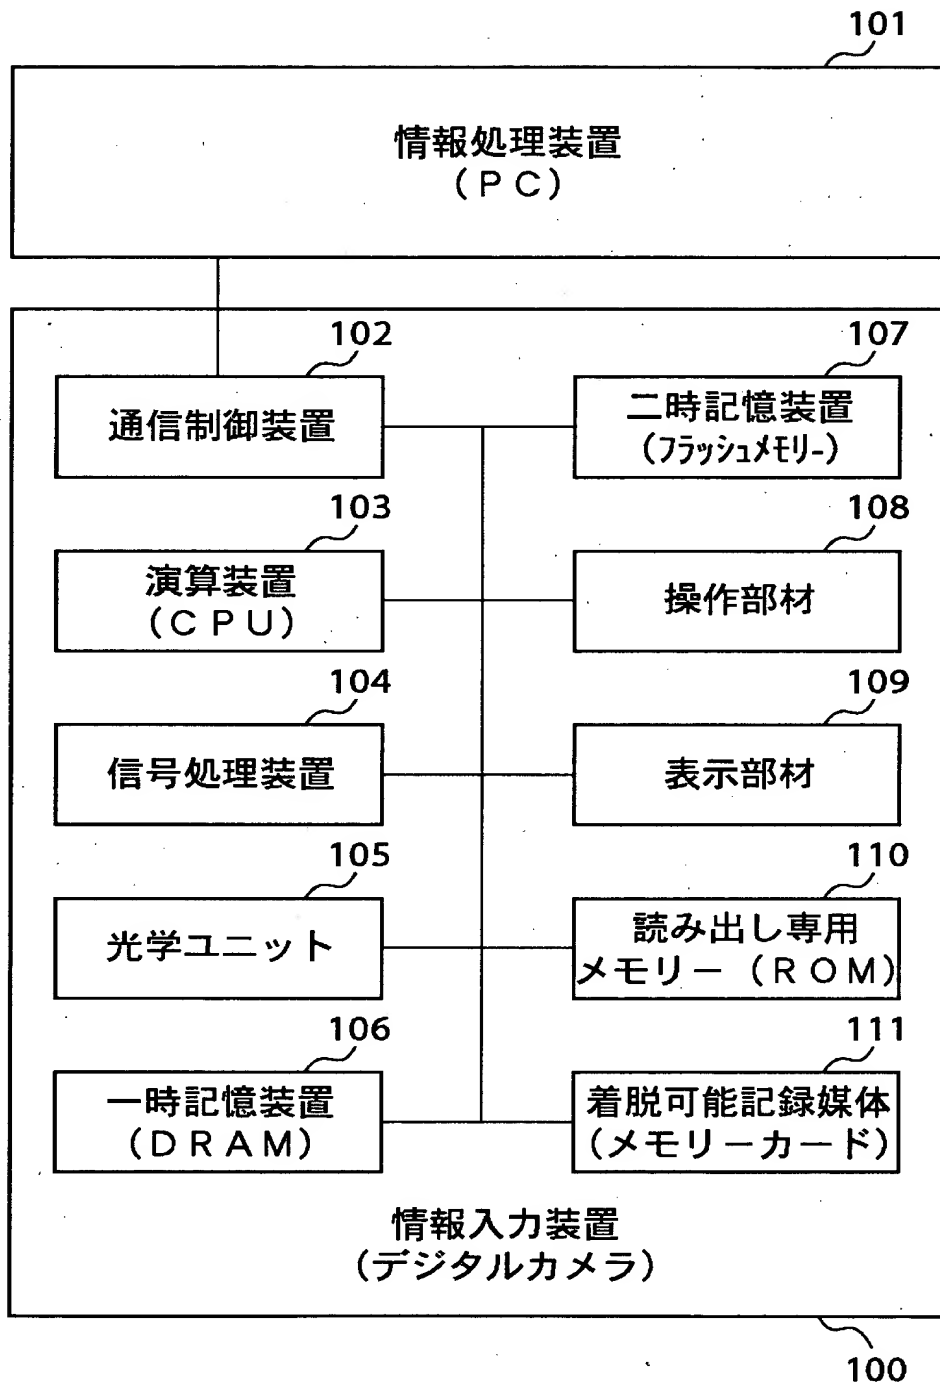 101
情報処理装置
(PC)
102
通信制御装置
107
二時記憶装置
(フラッシュメモリー)
103
演算装置
(CPU)
108
操作部材
104
信号処理装置
109
表示部材
105
光学ユニット
110
読み出し専用
メモリー(ROM)
106
一時記憶装置
(DRAM)
111
着脱可能記録媒体
(メモリーカード)
情報入力装置
(デジタルカメラ)
100